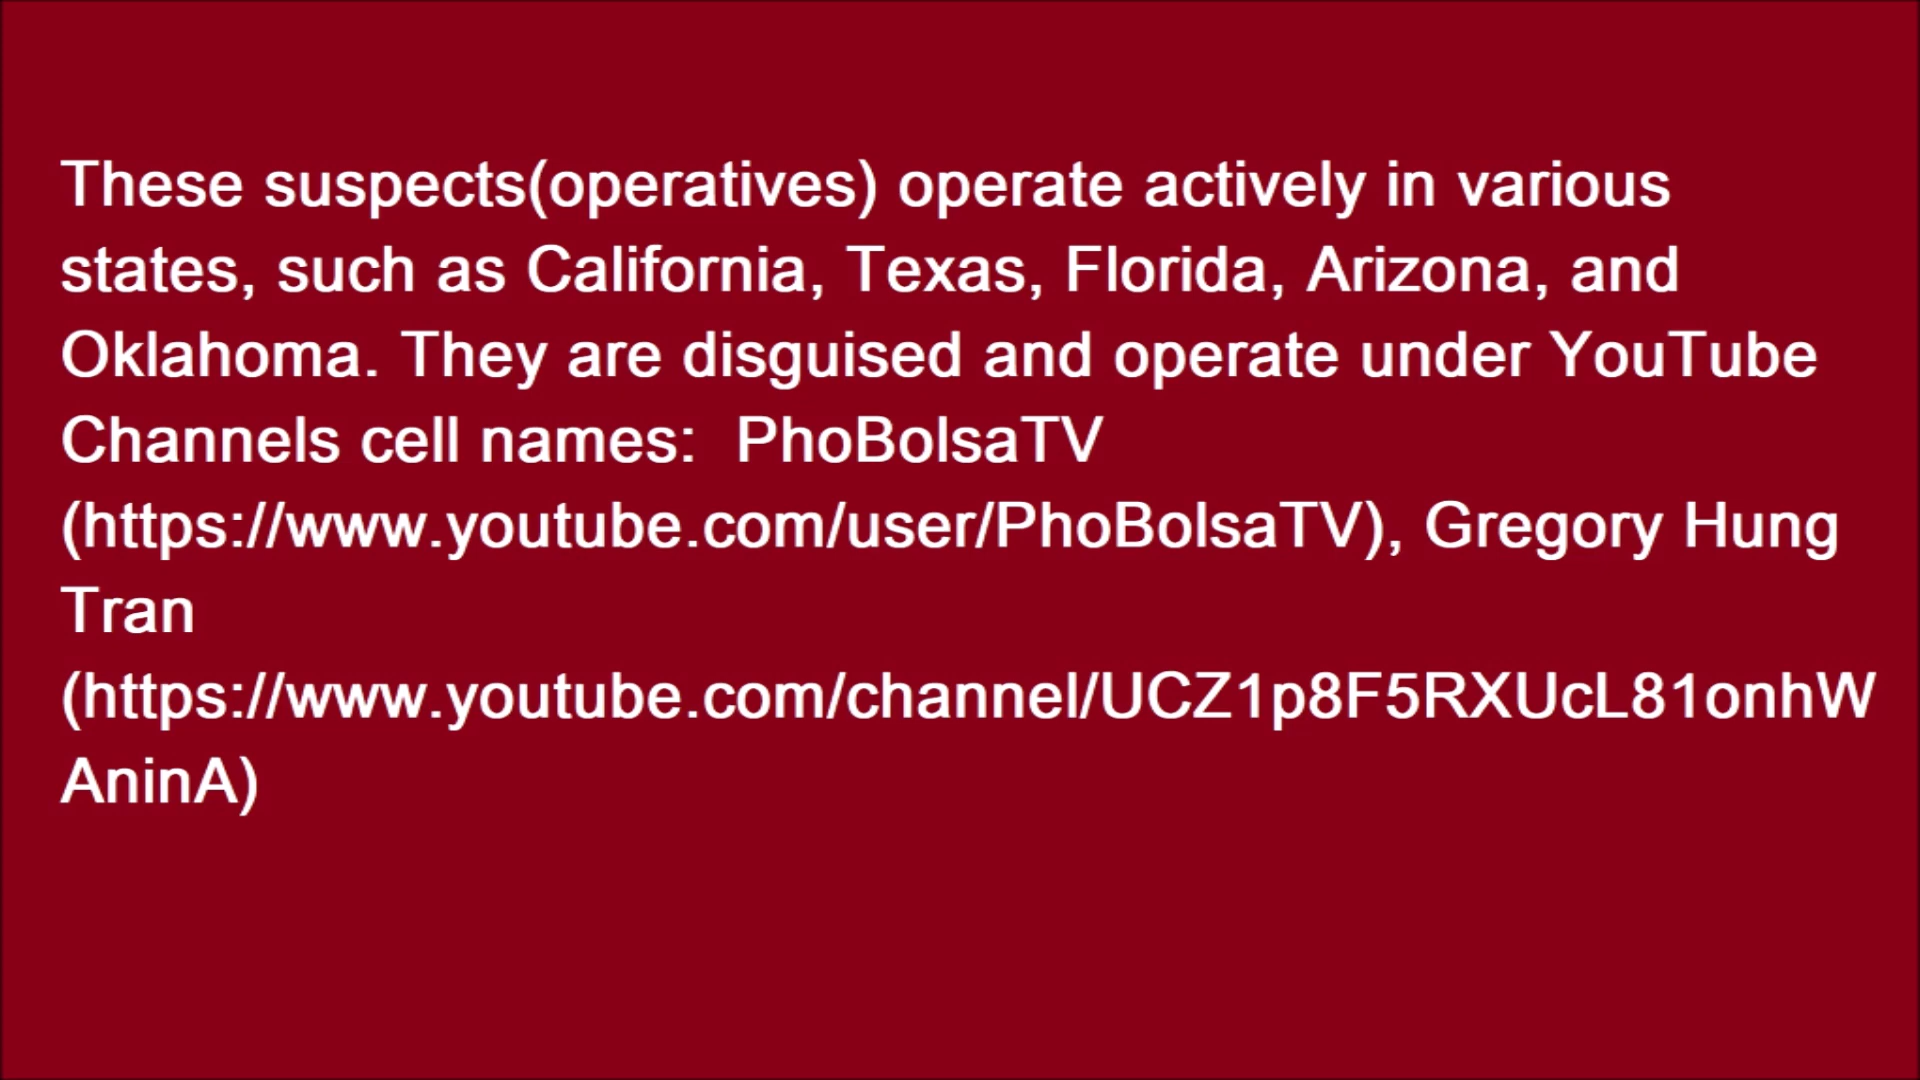 These suspects(operatives) operate actively in various
states, such as California, Texas, Florida, Arizona, and
Oklahoma. They are disguised and operate under YouTube
Channels cell names:  PhoBolsaTV
(https://www.youtube.com/user/PhoBolsaTV), Gregory Hung
Tran
(https://www.youtube.com/channel/UCZ1p8F5RXUcL81onhW
AninA)